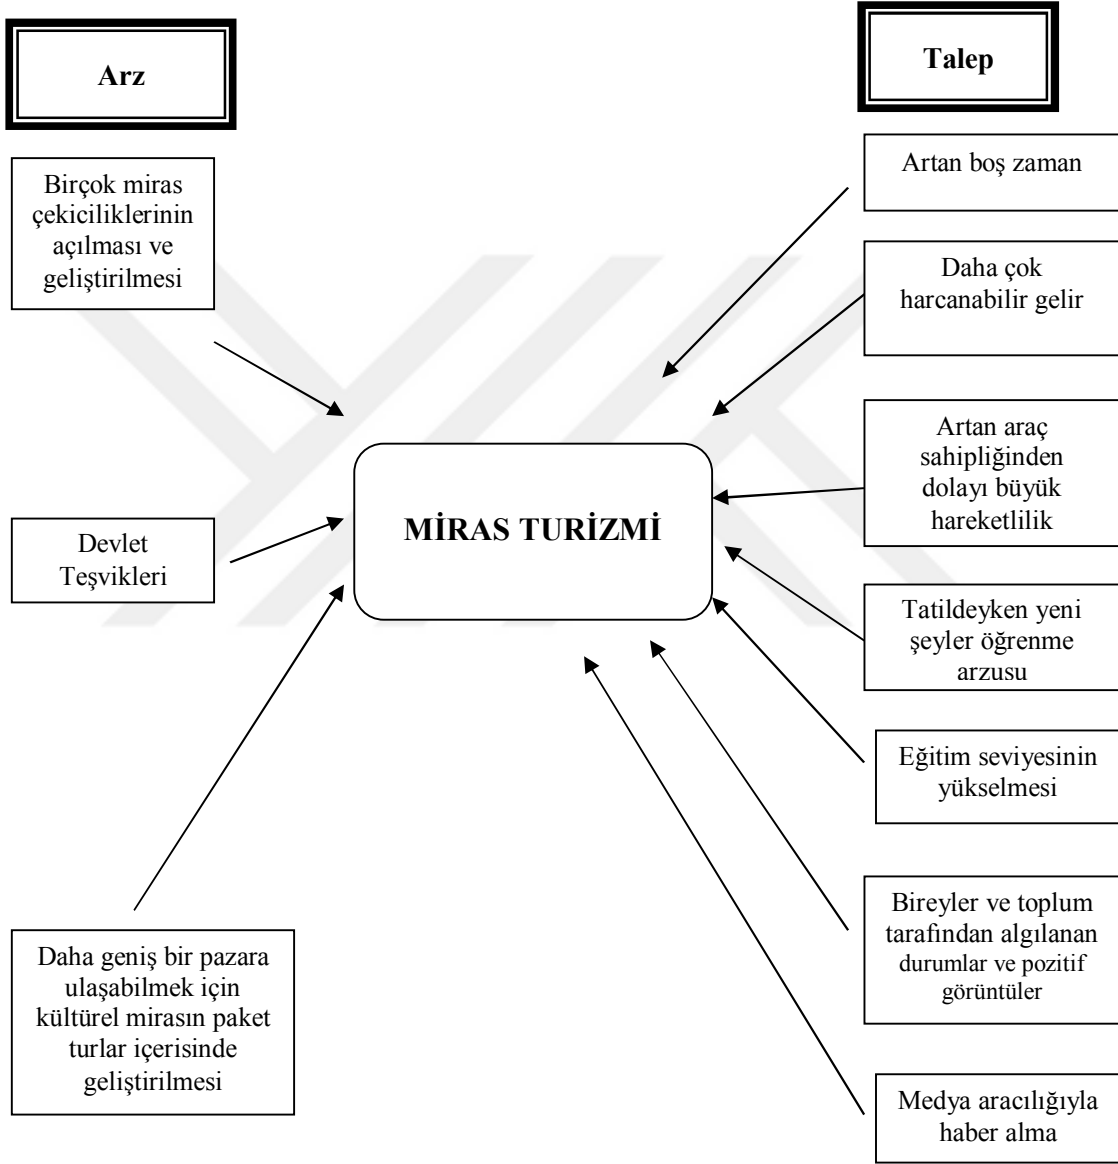 Arz
Talep
Birçok miras
çekiciliklerinin
açılması ve
geliştirilmesi
Devlet
Teşvikleri
Daha geniş bir pazara
ulaşabilmek için
kültürel mirasın paket
turlar içerisinde
geliştirilmesi
MİRAS TURİZMİ
Artan boş zaman
Daha çok
harcanabilir gelir
Artan araç
sahipliğinden
dolayı büyük
hareketlilik
Tatildeyken yeni
şeyler öğrenme
arzusu
Eğitim seviyesinin
yükselmesi
Bireyler ve toplum
tarafından algılanan
durumlar ve pozitif
görüntüler
Medya aracılığıyla
haber alma